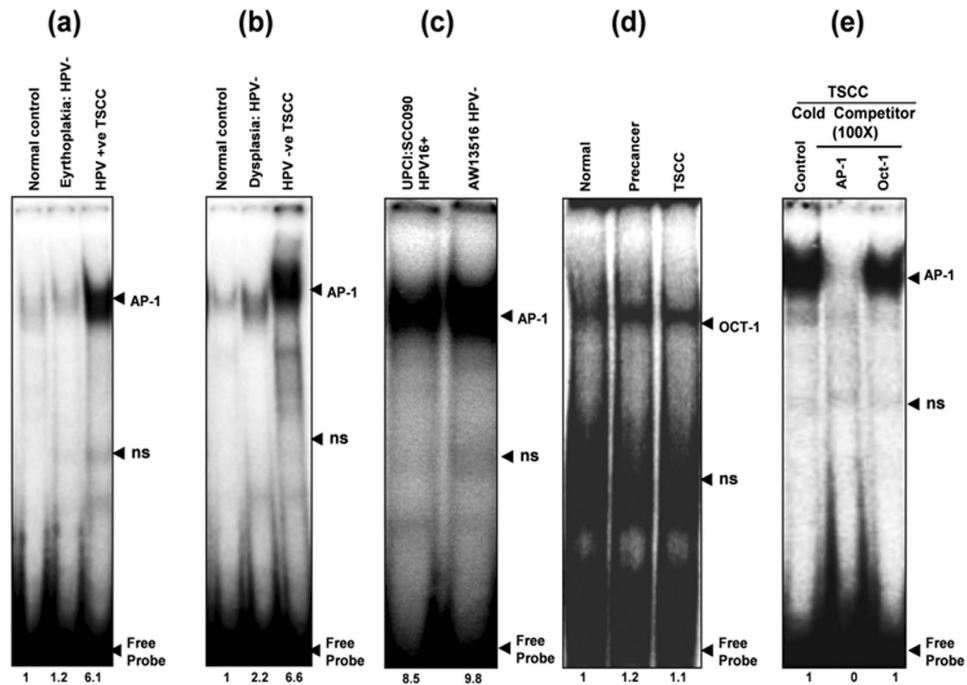 (a)
Normal control
Eyrthoplakia: HPV-
HPV +ve TSCC
AP-1
ns
Free
Probe
1 1.2 6.1
(b)
Normal control
Dysplasia: HPV-
HPV -ve TSCC
AP-1
ns
Free
Probe
1 2.2 6.6
(c)
UPCI:SCC090
HPV16+
AW13516 HPV-
AP-1
ns
Free
Probe
8.5 9.8
(d)
Normal
Precancer
TSCC
OCT-1
ns
Free
Probe
1 1.2 1.1
(e)
TSCC
Cold Competitor
(100X)
Control
AP-1
Oct-1
AP-1
ns
Free
Probe
1 0 1